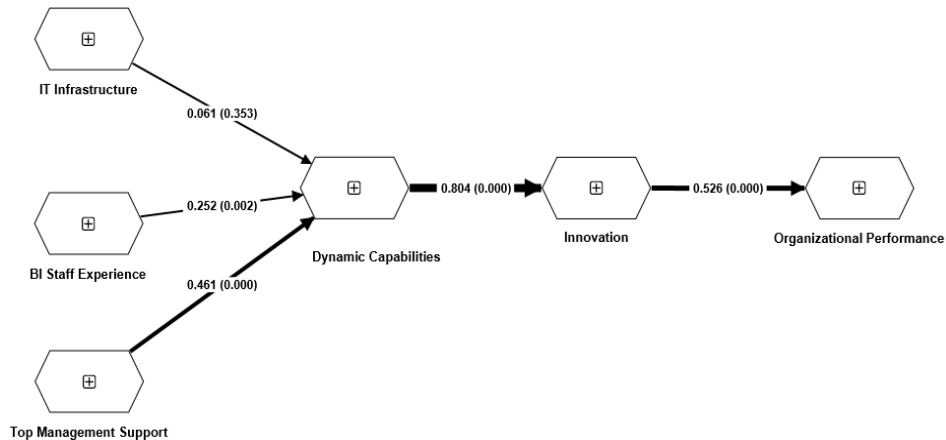 IT Infrastructure
0.061 (0.353)
0.252 (0.002)
0.804 (0.000)
0.526 (0.000)
Innovation
Organizational Performance
Dynamic Capabilities
BI Staff Experience
0.461 (0.000)
Top Management Support